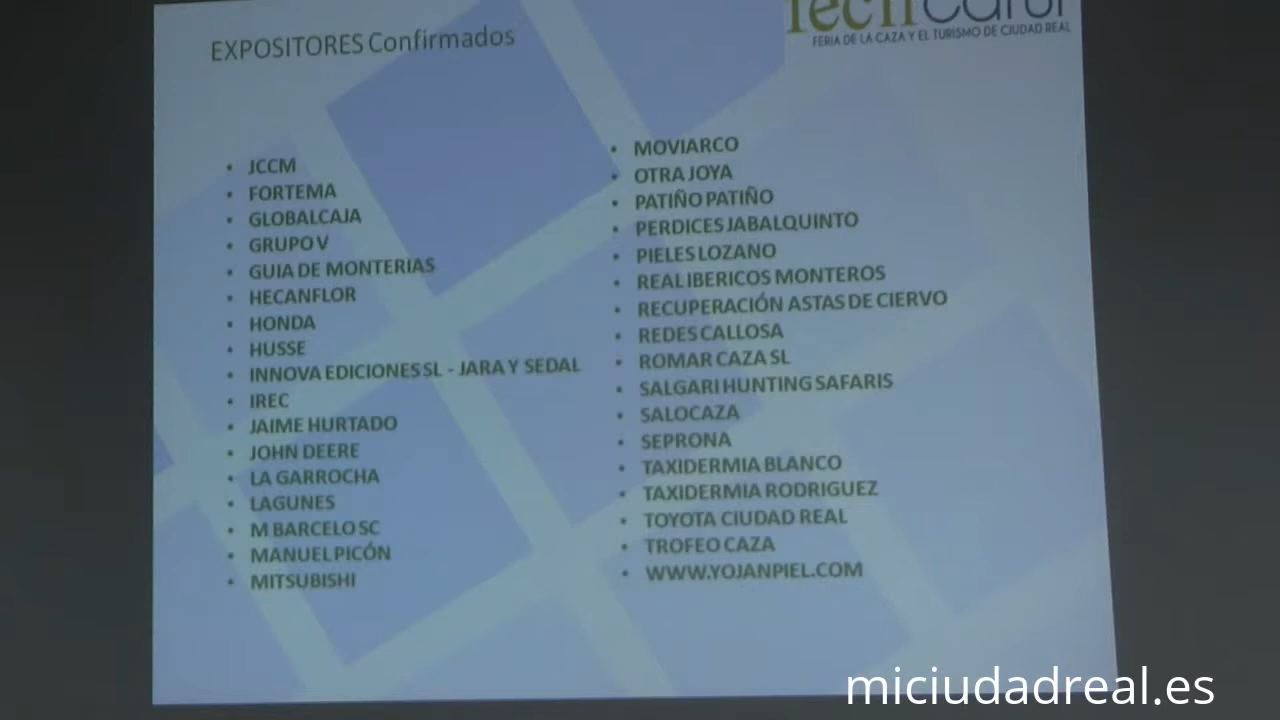 EXPOSITORES Confirmados
FERIA DE LA CAZA Y EL TURISMO DE CIUDAD REAL
• JCCM
• FORTEMA
• GLOBALCAJA
• GRUPO V
• GUIA DE MONTERIAS
• HECANFLOR
• HONDA
• HUSSE
• INNOVA EDICIONES SL - JARA Y SEDAL
• IREC
• JAIME HURTADO
• JOHN DEERE
• LA GARROCHA
• LAGUNES
• M BARCELO SC
• MANUEL PICÓN
• MITSUBISHI
• MOVIARCO
• OTRA JOYA
• PATIÑO PATIÑO
• PERDICES JABALQUINTO
• PIELES LOZANO
• REAL IBERICOS MONTEROS
• RECUPERACIÓN ASTAS DE CIERVO
• REDES CALLOSA
• ROMAR CAZA SL
• SALGARI HUNTING SAFARIS
• SALOCAZA
• SEPRONA
• TAXIDERMIA BLANCO
• TAXIDERMIA RODRIGUEZ
• TOYOTA CIUDAD REAL
• TROFEO CAZA
• WWW.YOJANPIEL.COM
miciudadreal.es